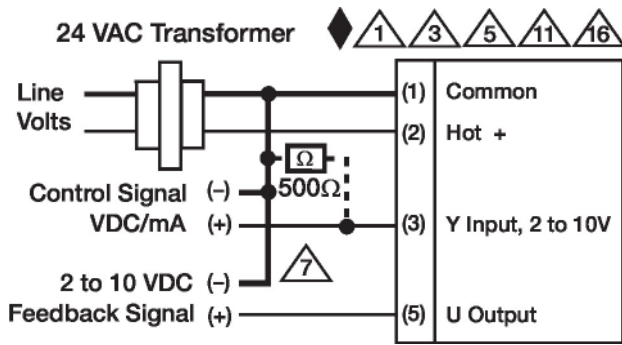 24 VAC Transformer
1 3 5 11 16
Line
Volts
(1) Common
(2) Hot +
Ω
500Ω
Control Signal (–)
VDC/mA (+)
(3) Y Input, 2 to 10V
7
2 to 10 VDC (–)
Feedback Signal (+)
(5) U Output